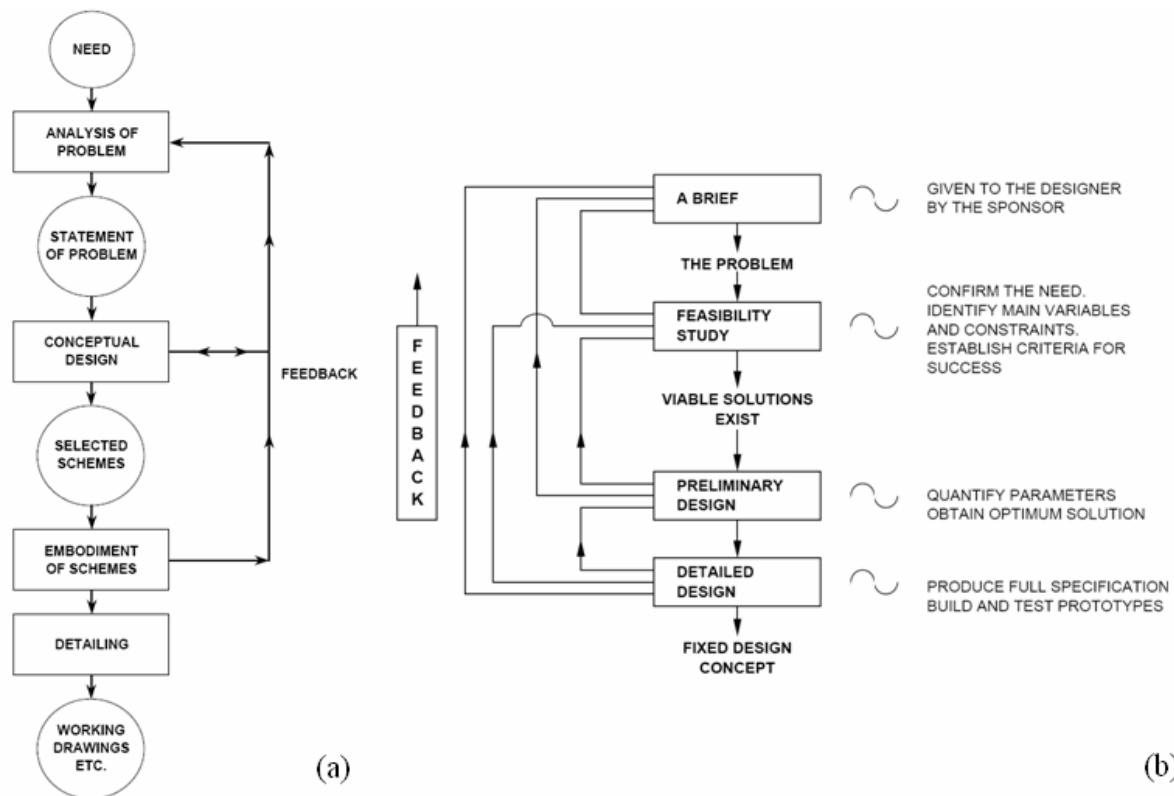 NEED
ANALYSIS OF
PROBLEM
STATEMENT
OF PROBLEM
CONCEPTUAL
DESIGN
FEEDBACK
SELECTED
SCHEMES
EMBODIMENT
OF SCHEMES
DETAILING
WORKING
DRAWINGS
ETC.
(a)
FEEDBACK
A BRIEF
GIVEN TO THE DESIGNER
BY THE SPONSOR
THE PROBLEM
FEASIBILITY
STUDY
CONFIRM THE NEED.
IDENTIFY MAIN VARIABLES
AND CONSTRAINTS.
ESTABLISH CRITERIA FOR
SUCCESS
VIABLE SOLUTIONS
EXIST
PRELIMINARY
DESIGN
QUANTIFY PARAMETERS
OBTAIN OPTIMUM SOLUTION
DETAILED
DESIGN
PRODUCE FULL SPECIFICATION
BUILD AND TEST PROTOTYPES
FIXED DESIGN
CONCEPT
(b)